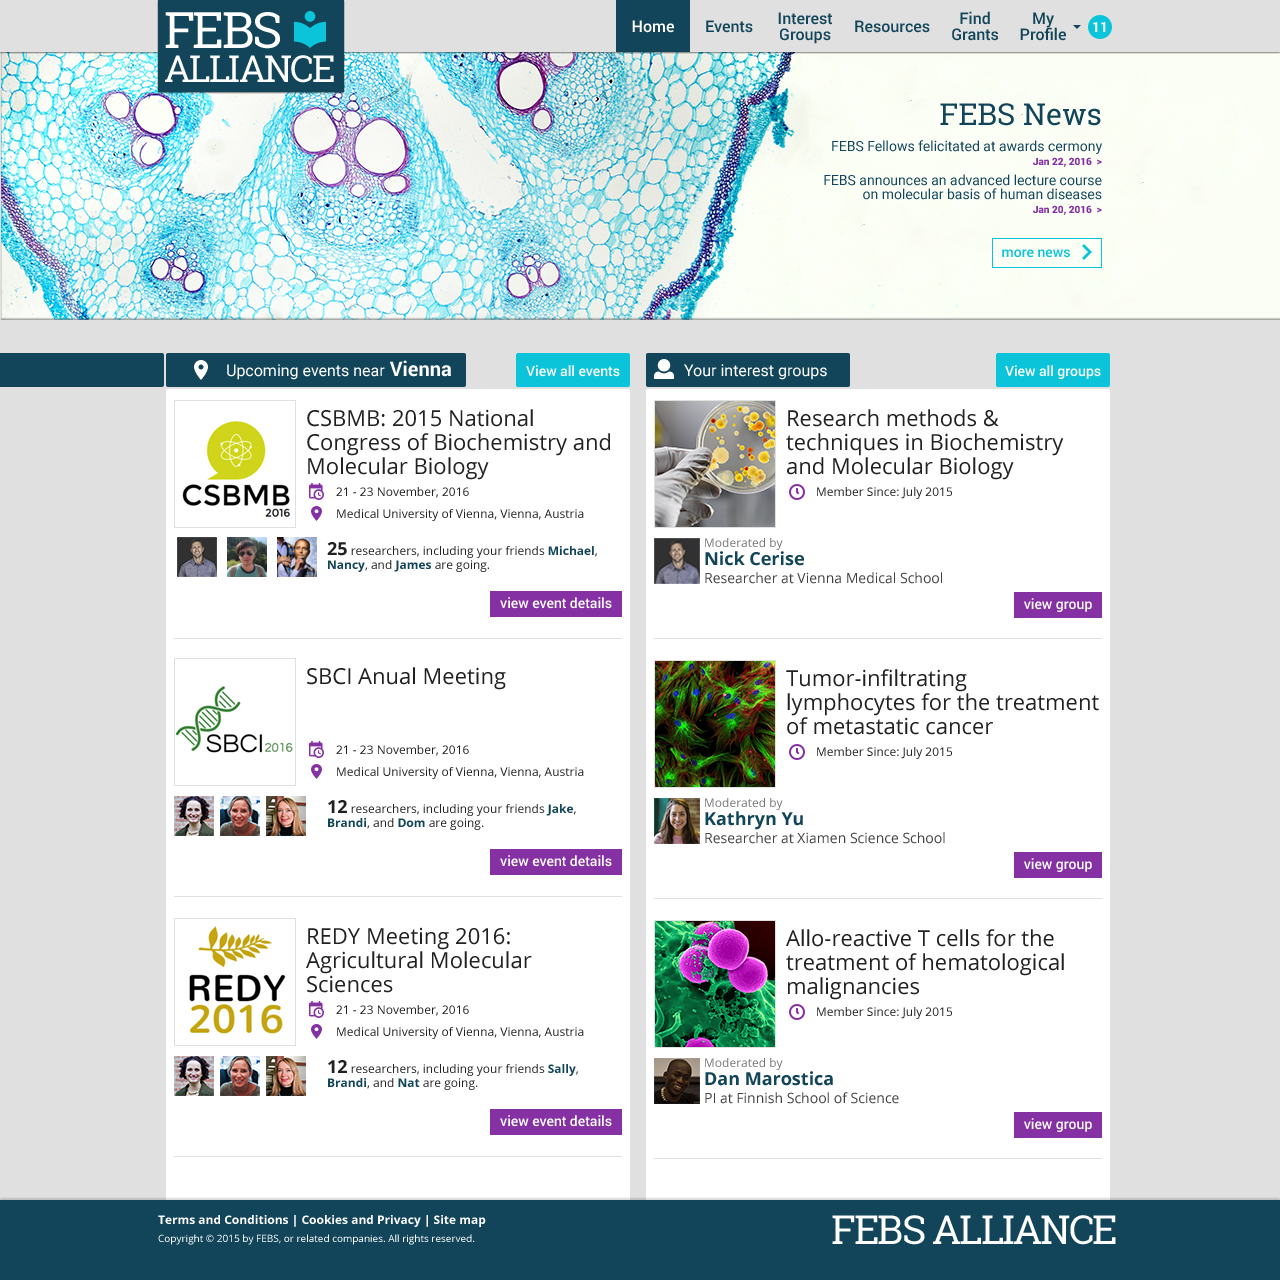 FEBS
ALLIANCE
Home
Events
Interest
Groups
Resources
Find
Grants
My
Profile
11
FEBS News
FEBS Fellows felicitated at awards cermony
Jan 22, 2016 >
FEBS announces an advanced lecture course
on molecular basis of human diseases
Jan 20, 2016 >
more news
Upcoming events near Vienna
View all events
CSBMB
2016
CSBMB: 2015 National
Congress of Biochemistry and
Molecular Biology
21 - 23 November, 2016
Medical University of Vienna, Vienna, Austria
25 researchers, including your friends Michael,
Nancy, and James are going.
view event details
SBCI 2016
SBCI Anual Meeting
21 - 23 November, 2016
Medical University of Vienna, Vienna, Austria
12 researchers, including your friends Jake,
Brandi, and Dom are going.
view event details
REDY
2016
REDY Meeting 2016:
Agricultural Molecular
Sciences
21 - 23 November, 2016
Medical University of Vienna, Vienna, Austria
12 researchers, including your friends Sally,
Brandi, and Nat are going.
view event details
Your interest groups
View all groups
Research methods &
techniques in Biochemistry
and Molecular Biology
Member Since: July 2015
Moderated by
Nick Cerise
Researcher at Vienna Medical School
view group
Tumor-infiltrating
lymphocytes for the treatment
of metastatic cancer
Member Since: July 2015
Moderated by
Kathryn Yu
Researcher at Xiamen Science School
view group
Allo-reactive T cells for the
treatment of hematological
malignancies
Member Since: July 2015
Moderated by
Dan Marostica
PI at Finnish School of Science
view group
Terms and Conditions | Cookies and Privacy | Site map
Copyright © 2015 by FEBS, or related companies. All rights reserved.
FEBS ALLIANCE